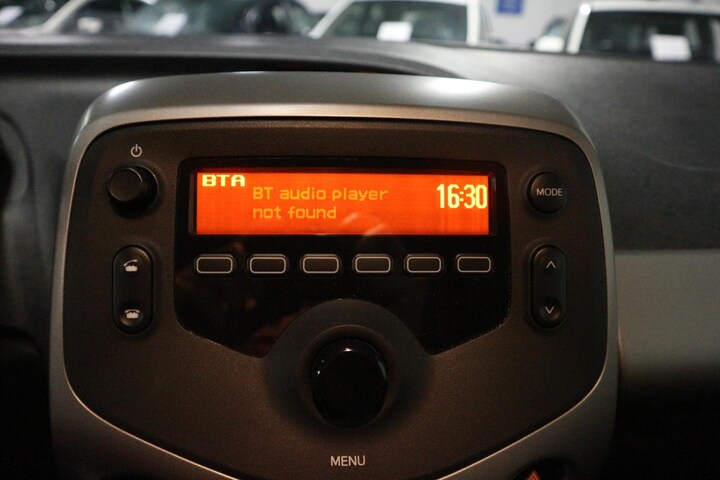 BTA
BT audio player
not found
16:30
MODE
MENU